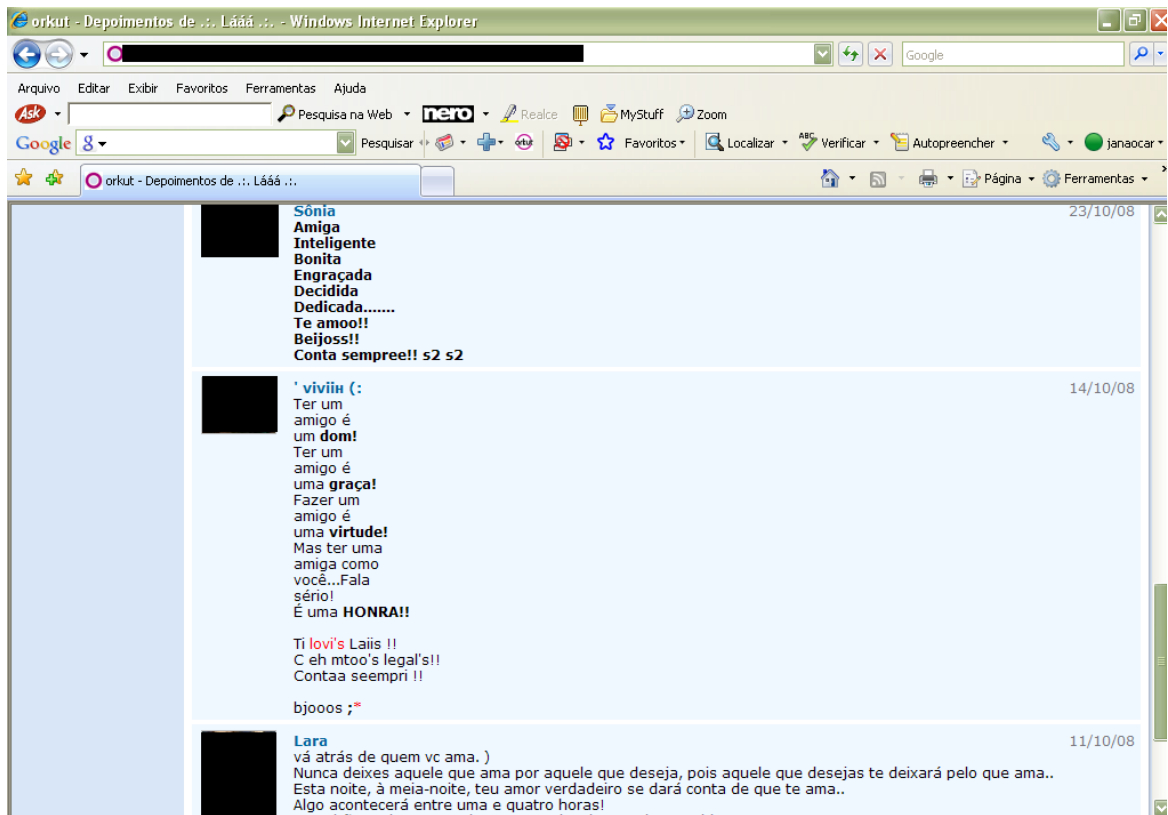 orkut - Depoimentos de .:. Lááá .:. - Windows Internet Explorer
Google
Arquivo Editar Exibir Favoritos Ferramentas Ajuda
Ask Pesquisa na Web nero Realce MyStuff Zoom
Google Pesquisar orkut Favoritos Localizar ABC Verificar Autopreencher janaocar
orkut - Depoimentos de .:. Lááá .:. Página Ferramentas
Sônia 23/10/08
Amiga
Inteligente
Bonita
Engraçada
Decidida
Dedicada.......
Te amoo!!
Beijoss!!
Conta sempree!! s2 s2
' viviiн (: 14/10/08
Ter um
amigo é
um dom!
Ter um
amigo é
uma graça!
Fazer um
amigo é
uma virtude!
Mas ter uma
amiga como
você...Fala
sério!
É uma HONRA!!
Ti lovi's Laiis !!
C eh mtoo's legal's!!
Contaa seempri !!
bjooos ;*
Lara 11/10/08
vá atrás de quem vc ama. )
Nunca deixes aquele que ama por aquele que deseja, pois aquele que desejas te deixará pelo que ama..
Esta noite, à meia-noite, teu amor verdadeiro se dará conta de que te ama..
Algo acontecerá entre uma e quatro horas!